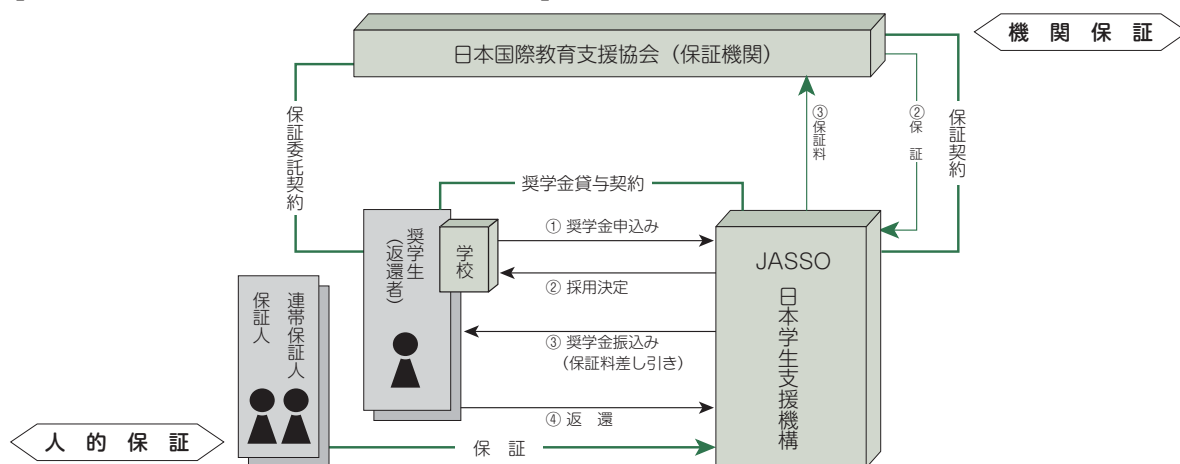 機 関 保 証
日本国際教育支援協会（保証機関）
保証委託契約
③保証料
②保　証
保証契約
奨学金貸与契約
奨学生
（返還者）
学校
① 奨学金申込み
② 採用決定
③ 奨学金振込み
（保証料差し引き）
④ 返　還
JASSO
日本学生支援機構
連帯保証人
保証人
人 的 保 証
保　証